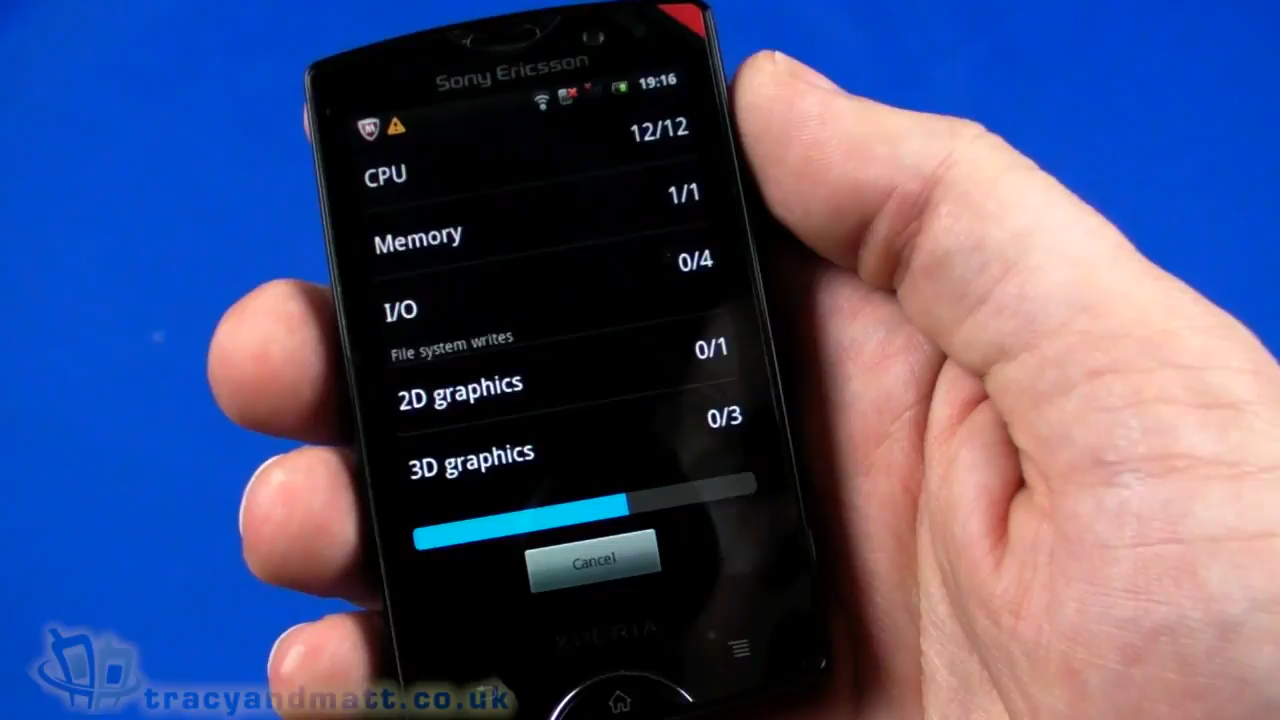 Sony Ericsson
19:16
12/12
CPU
1/1
Memory
0/4
I/O
File system writes
0/1
2D graphics
0/3
3D graphics
Cancel
XPERIA
tracyandmatt.co.uk